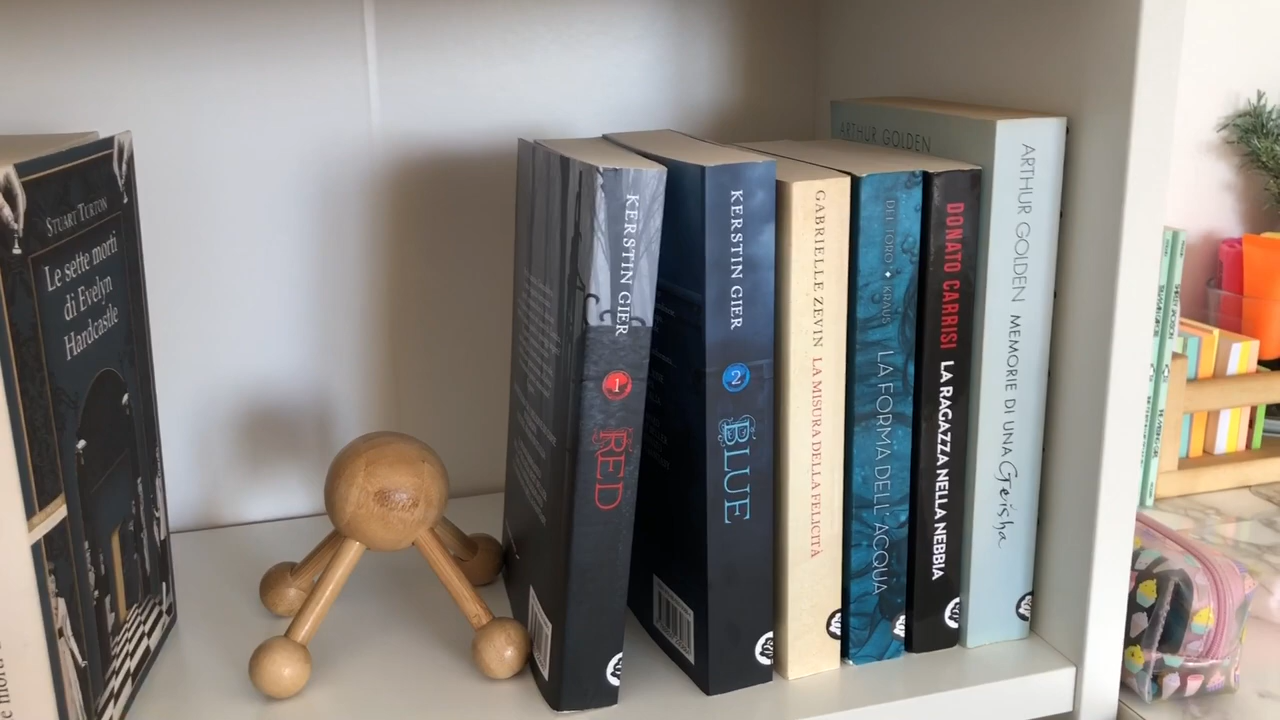 STUART TURTON
Le sette morti
di Evelyn
Hardcastle
KERSTIN GIER
1
RED
KERSTIN GIER
2
BLUE
GABRIELLE ZEVIN LA MISURA DELLA FELICITÀ
DEL TORO ♦ KRAUS LA FORMA DELL'ACQUA
DONATO CARRISI LA RAGAZZA NELLA NEBBIA
ARTHUR GOLDEN
ARTHUR GOLDEN MEMORIE DI UNA Geisha
SHIRLEY JACKSON